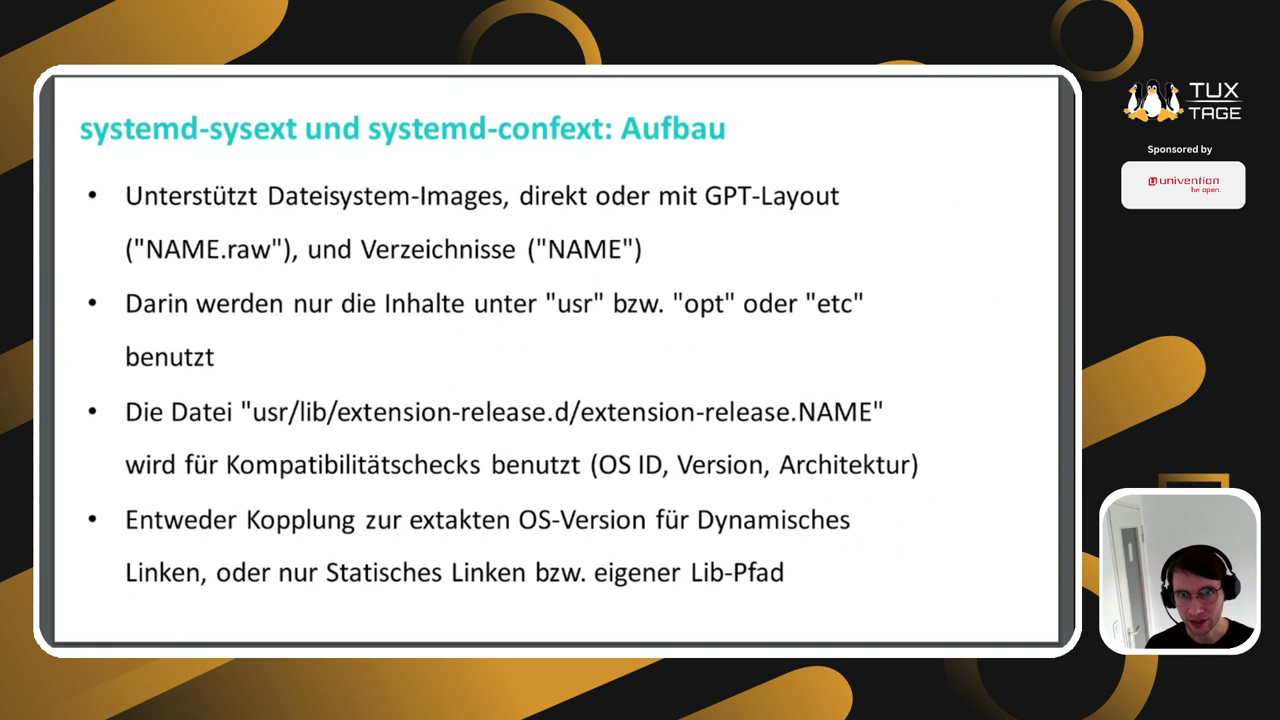 systemd-sysext und systemd-confext: Aufbau
• Unterstützt Dateisystem-Images, direkt oder mit GPT-Layout
("NAME.raw"), und Verzeichnisse ("NAME")
• Darin werden nur die Inhalte unter "usr" bzw. "opt" oder "etc"
benutzt
• Die Datei "usr/lib/extension-release.d/extension-release.NAME"
wird für Kompatibilitätschecks benutzt (OS ID, Version, Architektur)
• Entweder Kopplung zur extakten OS-Version für Dynamisches
Linken, oder nur Statisches Linken bzw. eigener Lib-Pfad
TUX
TAGE
Sponsored by
univention
be open.